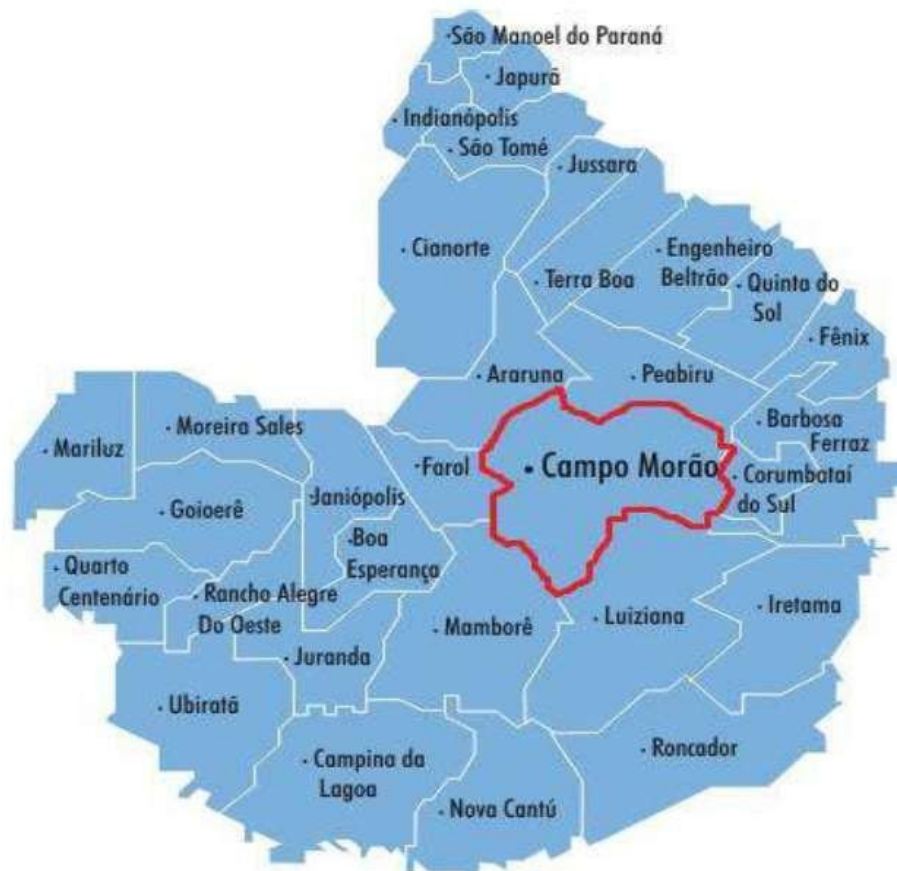 São Manoel do Paraná
Japurã
Indianópolis
São Tomé
Jussara
Cianorte
Engenheiro
Beltrão
Terra Boa
Quinta do
Sol
Fênix
Araruna
Peabiru
Barbosa
Ferraz
Mariluz
Moreira Sales
Farol
Campo Morão
Corumbataí
do Sul
Janiópolis
Goioerê
Boa
Esperança
Quarto
Centenário
Rancho Alegre
Do Oeste
Mamborê
Luiziana
Iretama
Juranda
Ubiratã
Roncador
Campina da
Lagoa
Nova Cantú